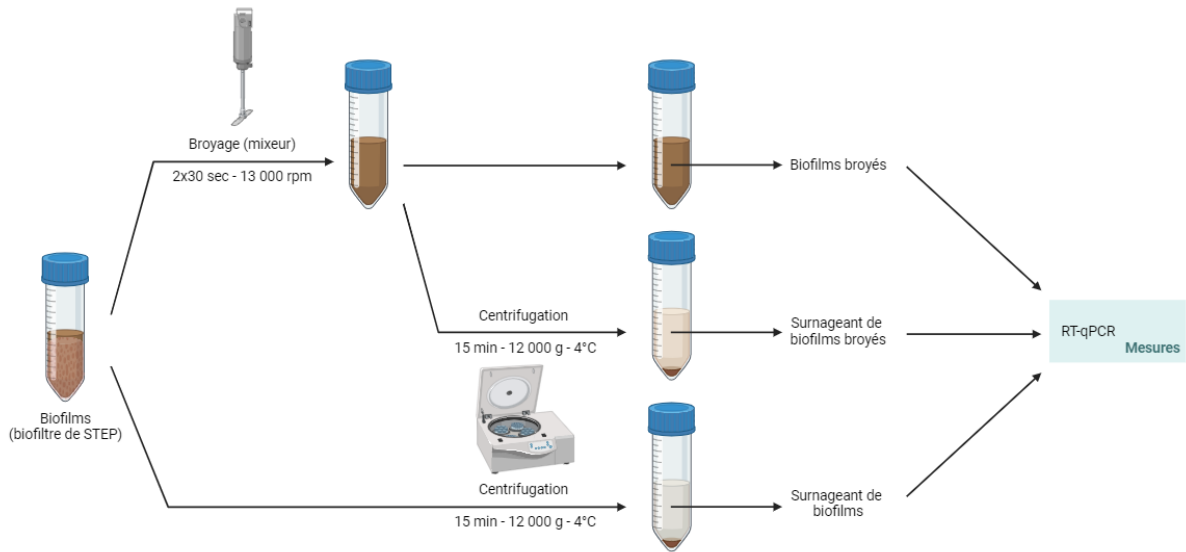 Broyage (mixeur)
2x30 sec - 13 000 rpm
Biofilms broyés
Centrifugation
15 min - 12 000 g - 4°C
Surnageant de
biofilms broyés
RT-qPCR
Mesures
Biofilms
(biofiltre de STEP)
Centrifugation
15 min - 12 000 g - 4°C
Surnageant de
biofilms